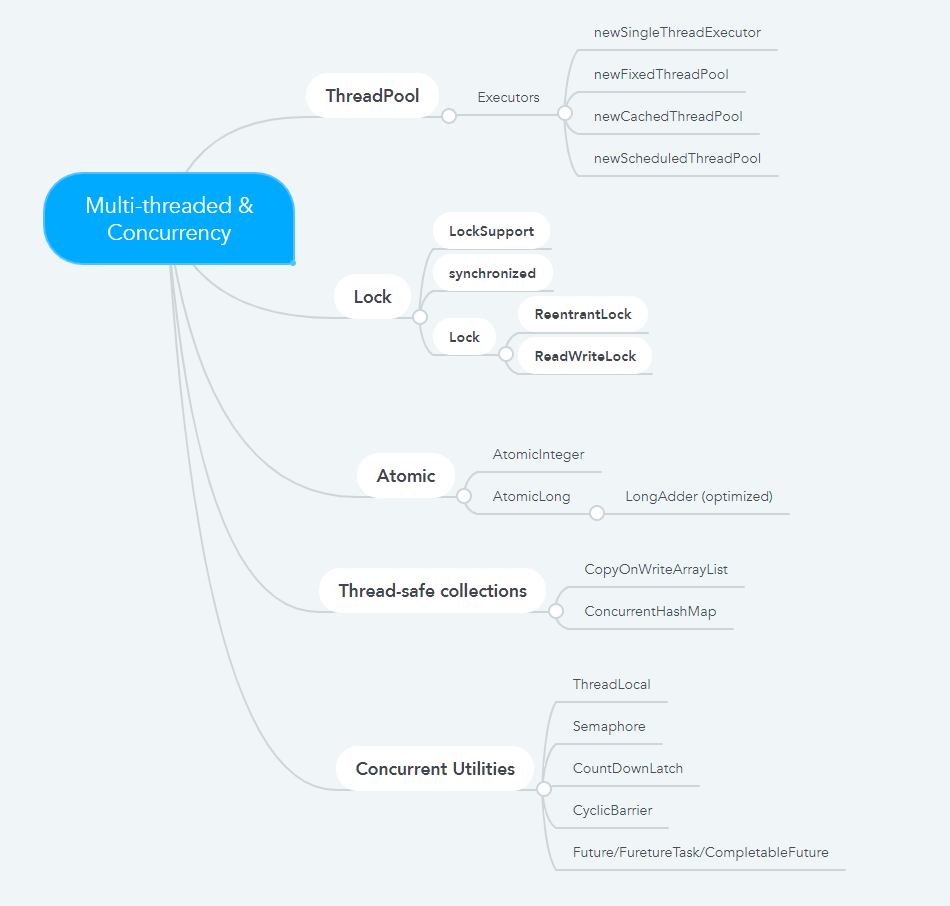 Multi-threaded &
Concurrency
ThreadPool
Executors
newSingleThreadExecutor
newFixedThreadPool
newCachedThreadPool
newScheduledThreadPool
Lock
LockSupport
synchronized
Lock
ReentrantLock
ReadWriteLock
Atomic
AtomicInteger
AtomicLong
LongAdder (optimized)
Thread-safe collections
CopyOnWriteArrayList
ConcurrentHashMap
Concurrent Utilities
ThreadLocal
Semaphore
CountDownLatch
CyclicBarrier
Future/FuretureTask/CompletableFuture